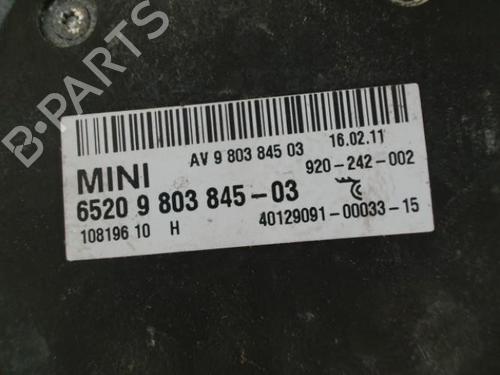 B-PARTS
AV 9 803 845 03 16.02.11
MINI 920-242-002
6520 9 803 845-03
108196 10 H 40129091-00033-15